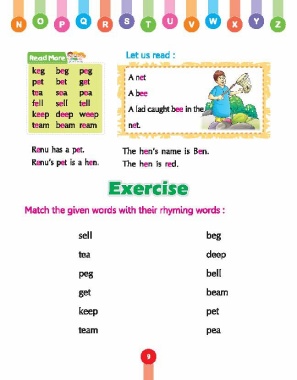 N O P Q R S T U V W X Y Z
Read More
keg beg peg
pet bet get
tea sea pea
fell sell tell
keep deep weep
team beam ream
Let us read :
A net
A bee
A lad caught bee in the
net.
Renu has a pet.
Renu's pet is a hen.
The hen's name is Ben.
The hen is red.
Exercise
Match the given words with their rhyming words :
sell beg
tea deep
peg bell
get beam
keep pet
team pea
9